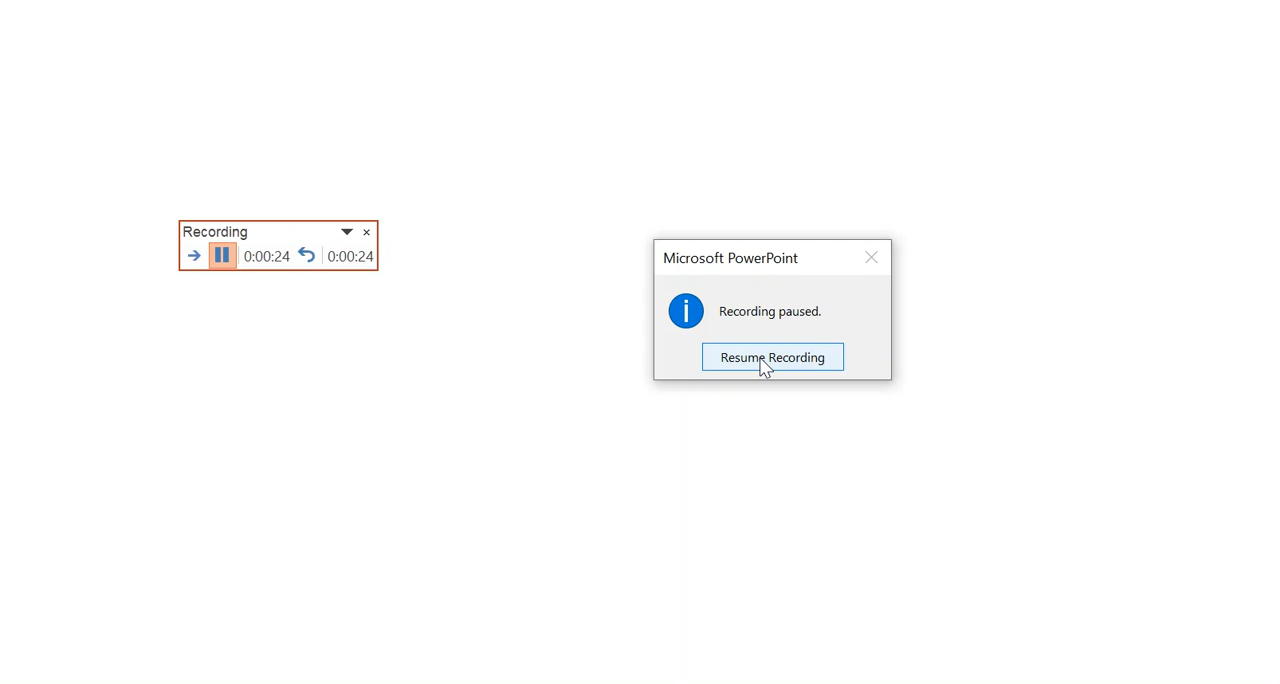 Recording
0:00:24 0:00:24
Microsoft PowerPoint
Recording paused.
Resume Recording